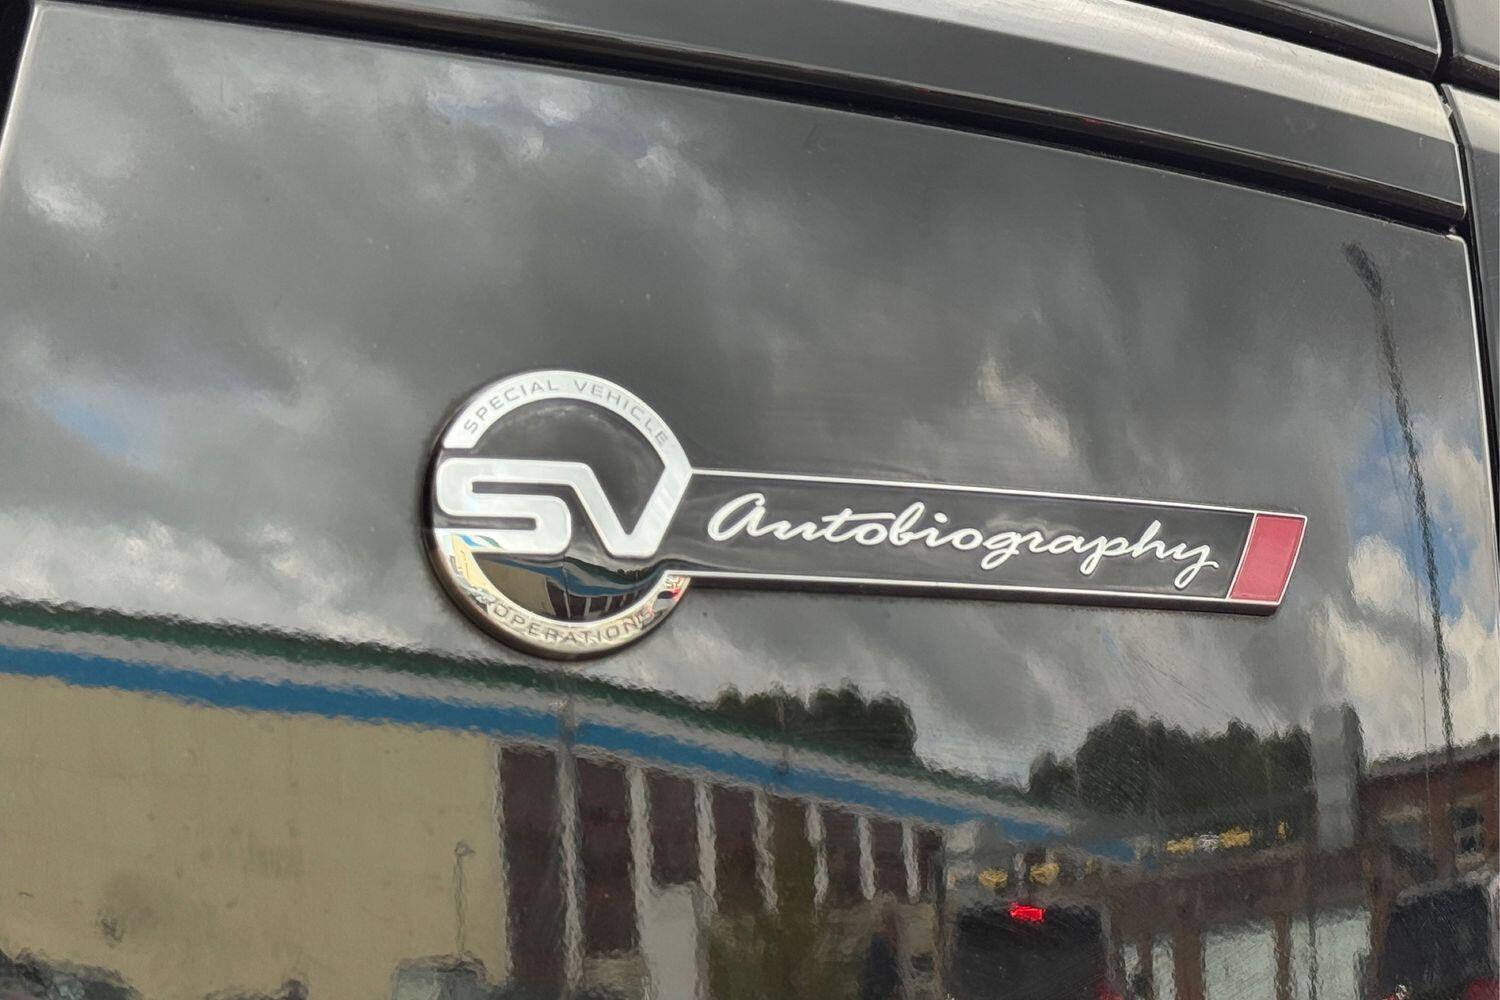 SPECIAL VEHICLE
SV Autobiography
OPERATIONS